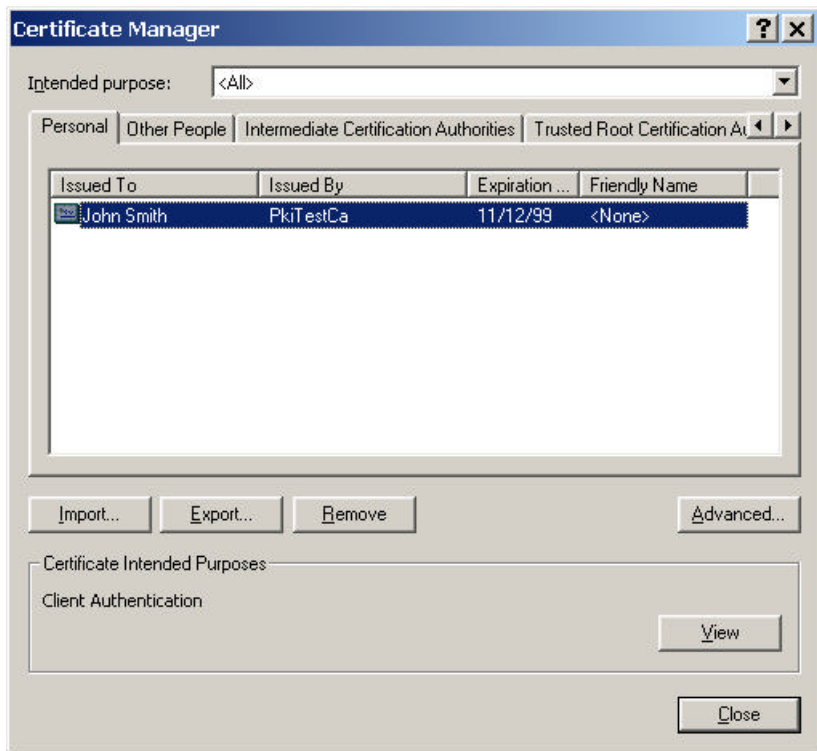 Certificate Manager
Intended purpose: <All>
Personal Other People Intermediate Certification Authorities Trusted Root Certification Au
Issued To Issued By Expiration ... Friendly Name
John Smith PkiTestCa 11/12/99 <None>
Import... Export... Remove Advanced...
Certificate Intended Purposes
Client Authentication
View
Close